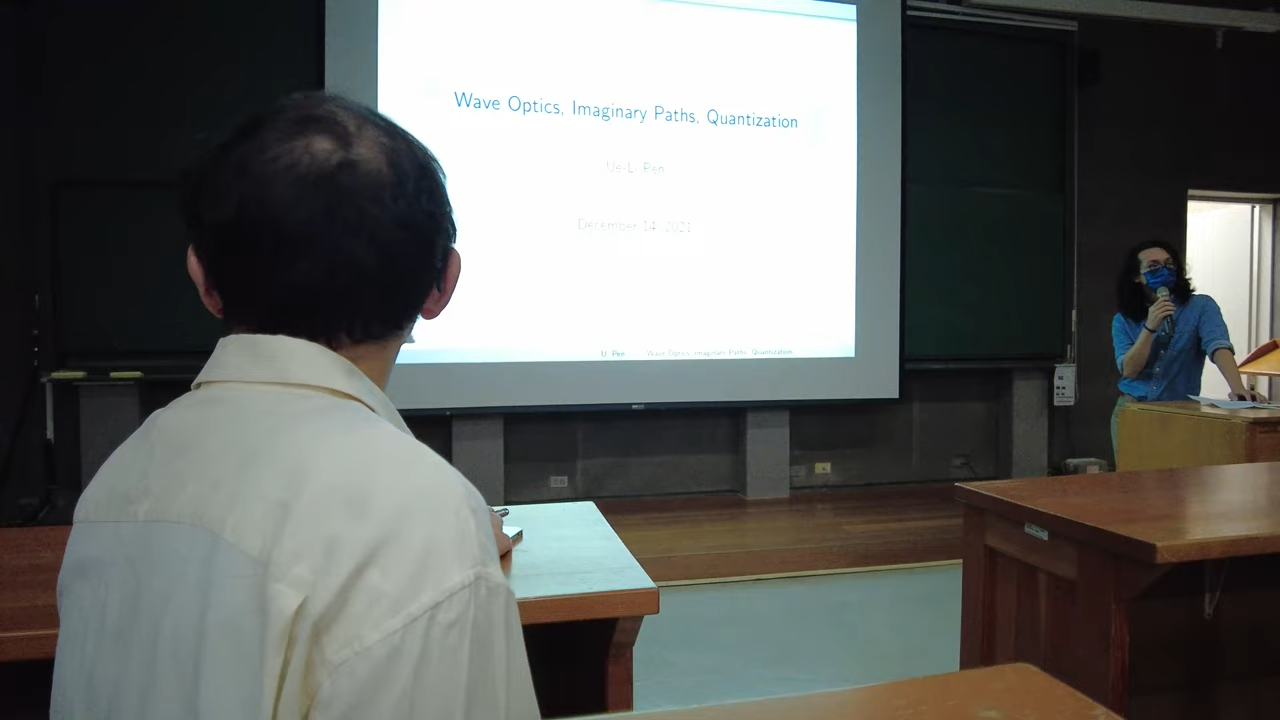 Wave Optics, Imaginary Paths, Quantization
Ue-Li Pen
December 14, 2021
U. Pen Wave Optics, Imaginary Paths, Quantization